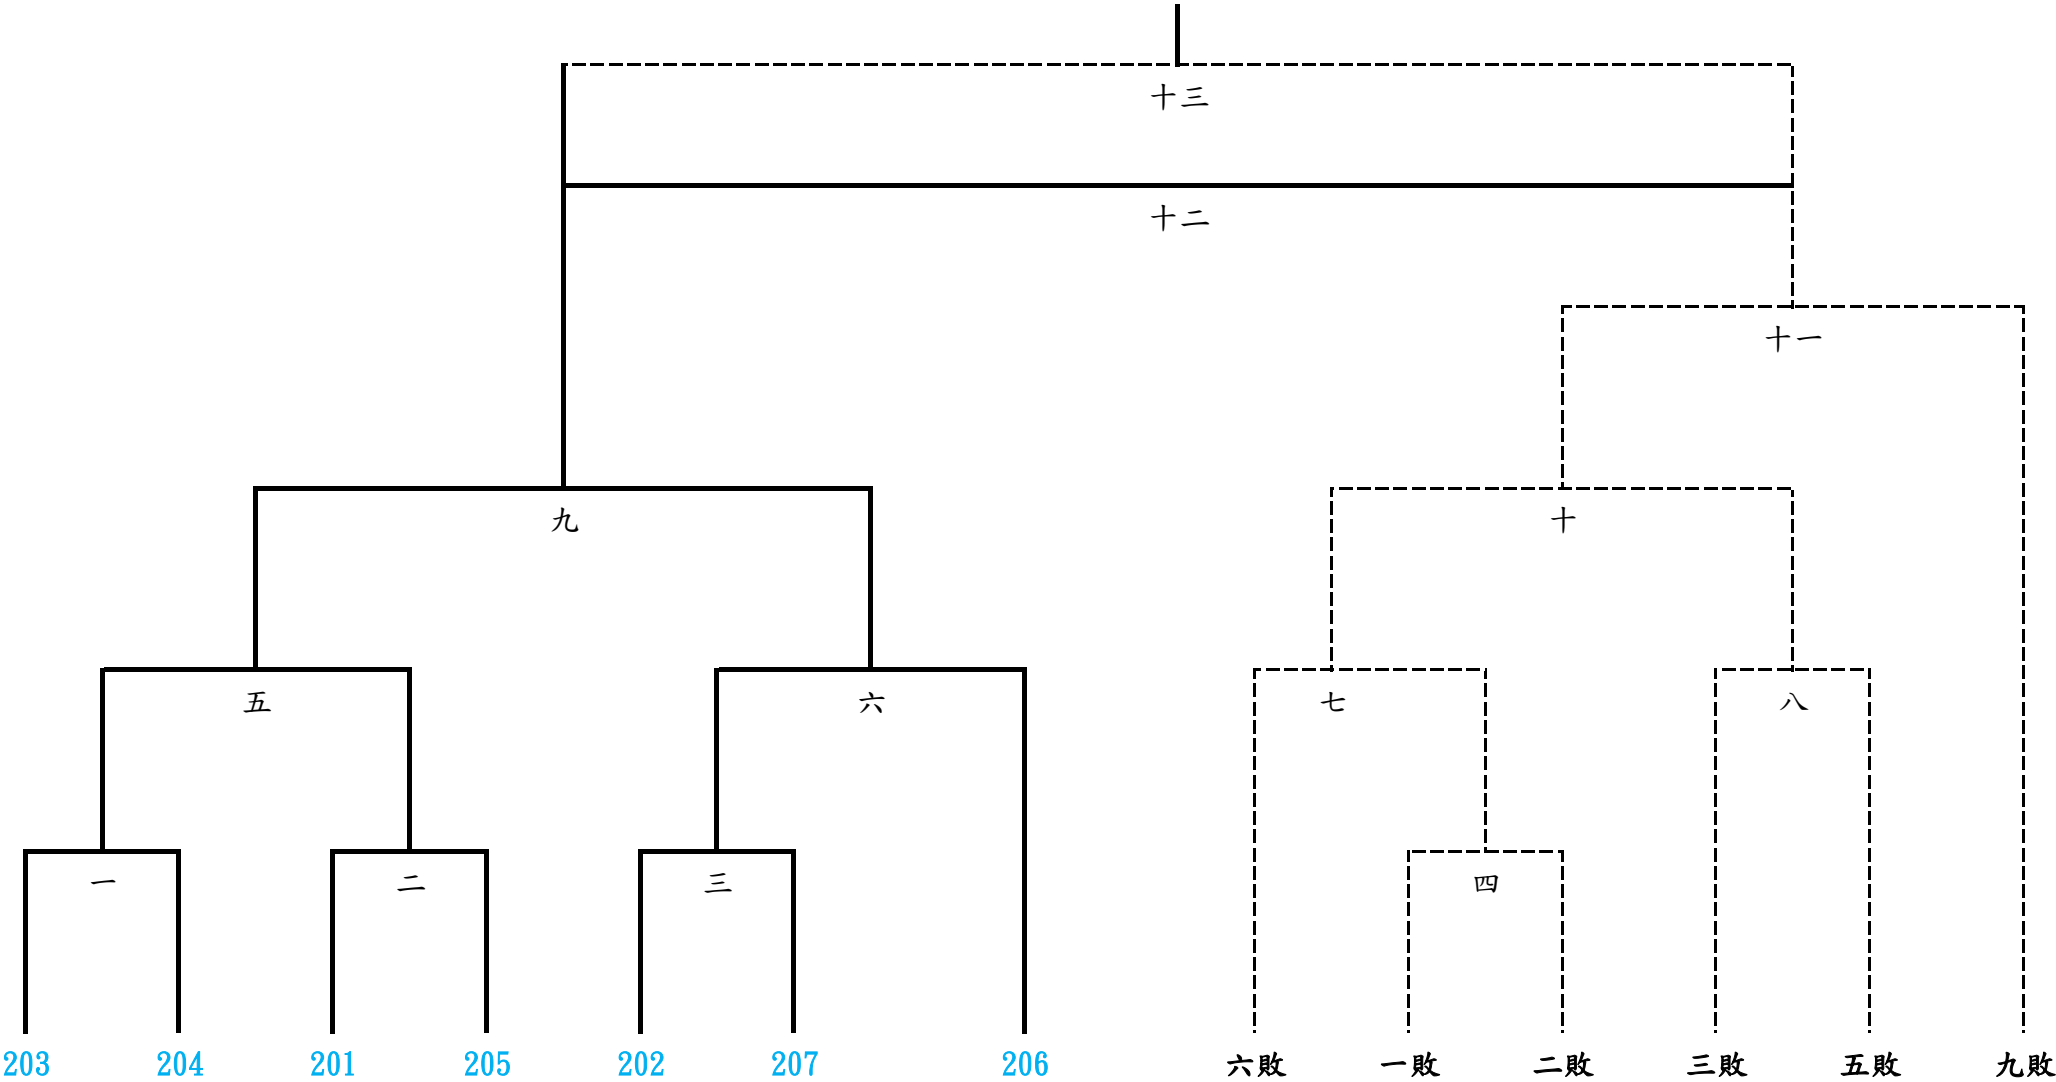 十三
十二
十一
九
十
五
六
七
八
一
二
三
四
203 204 201 205 202 207 206 六敗 一敗 二敗 三敗 五敗 九敗